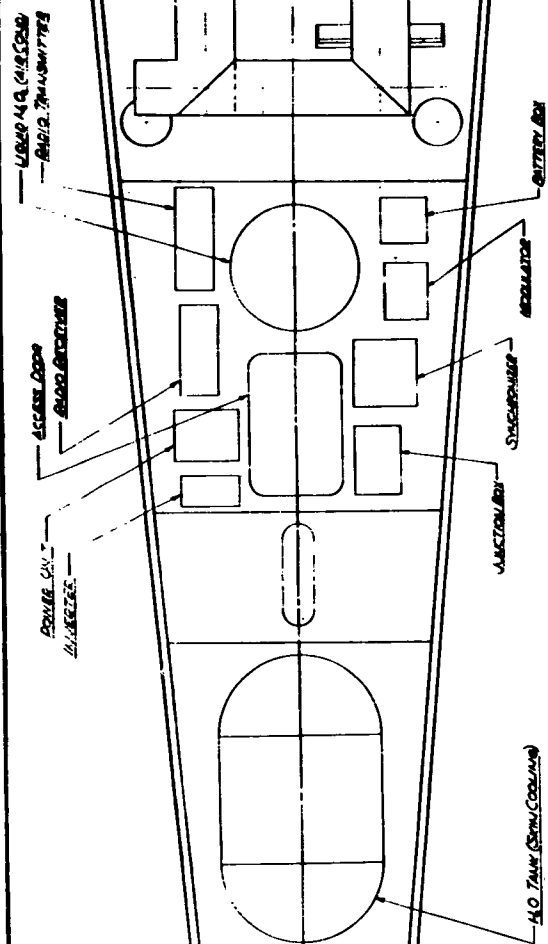 LIQUID (AIR COND)
RADIO TRANSMITTER
ACCESS DOOR
RADIO RECEIVER
POWER UNIT
INVERTER
BATTERY BOX
MODULATOR
SYNCHRONIZER
JUNCTION BOX
H₂O TANK (SKIN COOLING)